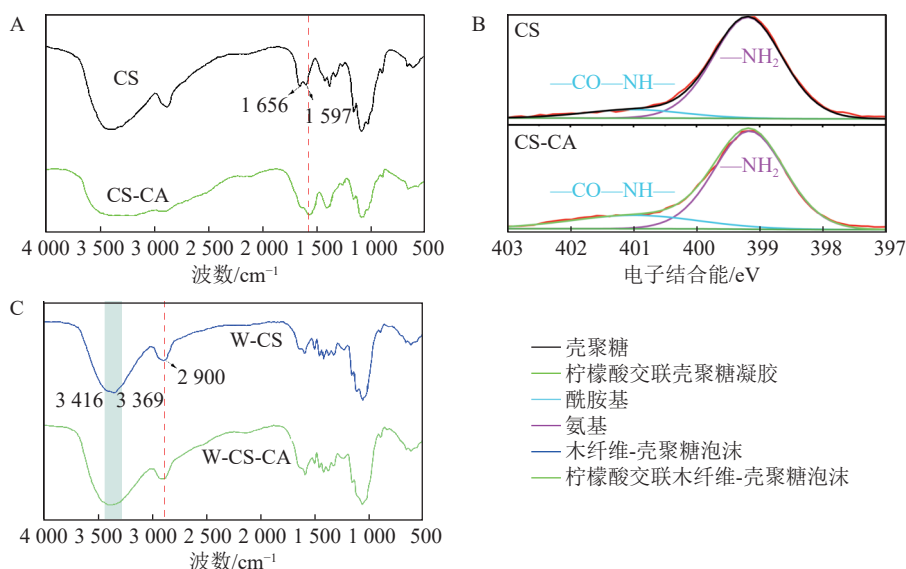 A
CS
1 656
1 597
CS-CA
4 000 3 500 3 000 2 500 2 000 1 500 1 000 500
波数/cm⁻¹
B
CS
—CO—NH—
—NH₂
CS-CA
—CO—NH—
—NH₂
403 402 401 400 399 398 397
电子结合能/eV
C
W-CS
2 900
3 416 3 369
W-CS-CA
4 000 3 500 3 000 2 500 2 000 1 500 1 000 500
波数/cm⁻¹
壳聚糖
柠檬酸交联壳聚糖凝胶
酰胺基
氨基
木纤维-壳聚糖泡沫
柠檬酸交联木纤维-壳聚糖泡沫